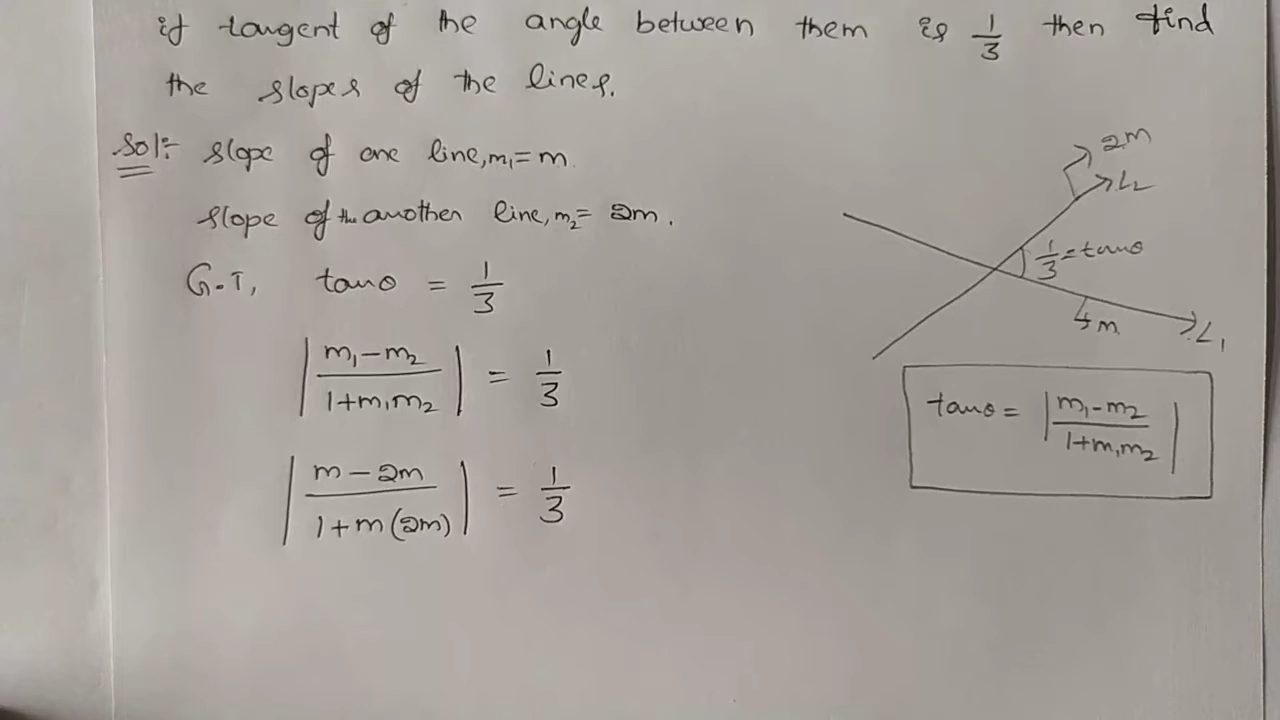 if tangent of the angle between them is 1/3 then find
the slopes of the lines.
Sol:- slope of one line, m₁ = m.
slope of the another line, m₂ = 2m.
G.T, tanθ = 1/3
|m₁-m₂ / 1+m₁m₂| = 1/3
|m-2m / 1+m(2m)| = 1/3
2m
L₂
1/3 = tanθ
m
L₁
tanθ = |m₁-m₂ / 1+m₁m₂|